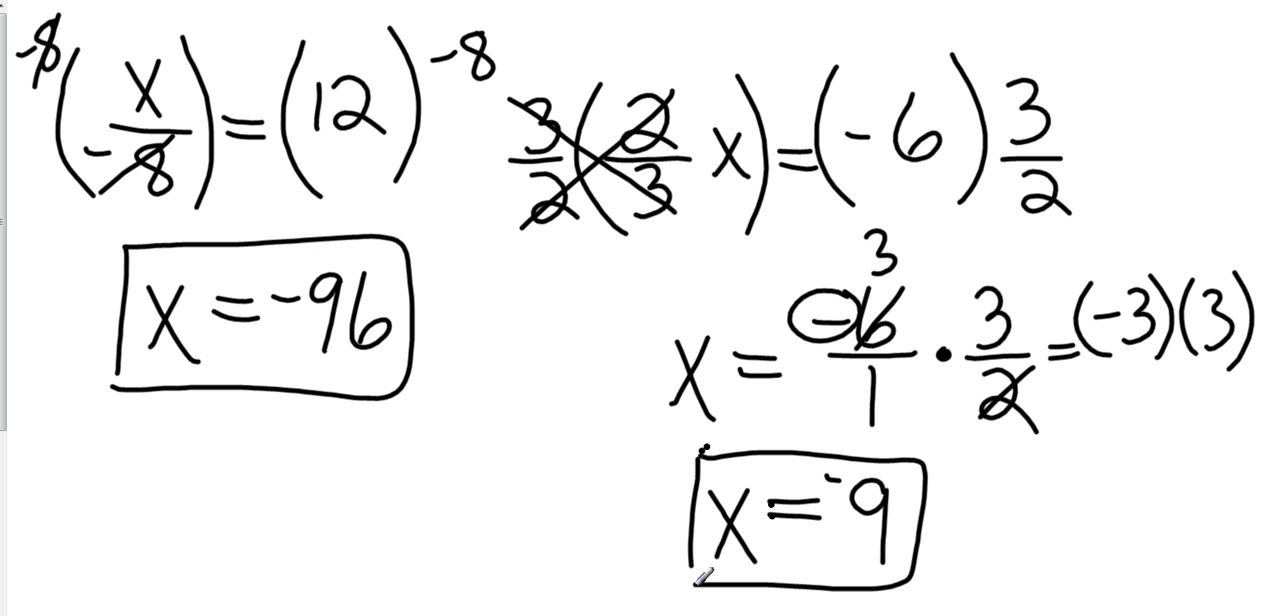 -8(x/-8) = (12)-8
x = -96
3/2(2/3 x) = (-6)3/2
3
x = -6/1 • 3/2 = (-3)(3)
x = -9